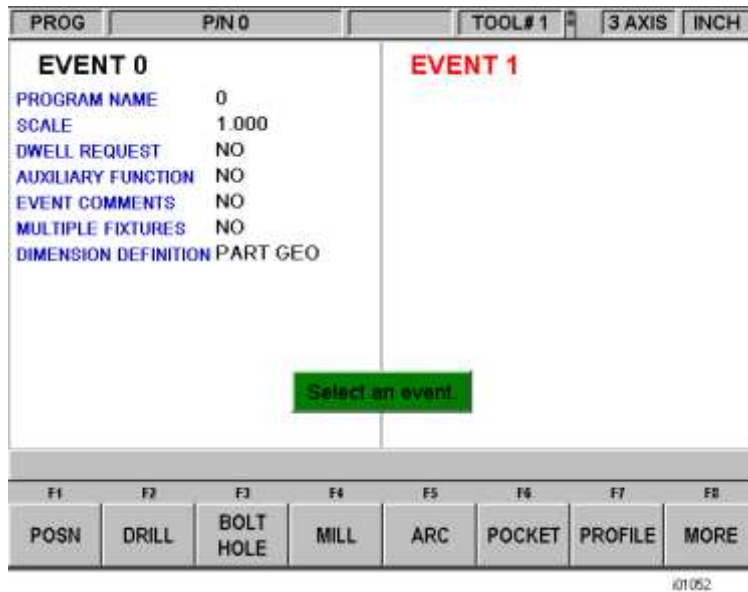 PROG P/N 0 TOOL# 1 3 AXIS INCH
EVENT 0
PROGRAM NAME 0
SCALE 1.000
DWELL REQUEST NO
AUXILIARY FUNCTION NO
EVENT COMMENTS NO
MULTIPLE FIXTURES NO
DIMENSION DEFINITION PART GEO
EVENT 1
Select an event.
F1 F2 F3 F4 F5 F6 F7 F8
POSN DRILL BOLT HOLE MILL ARC POCKET PROFILE MORE
i01052